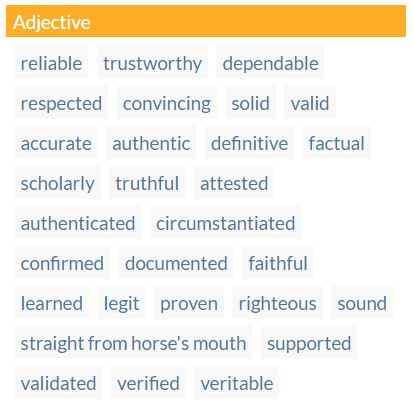 Adjective
reliable trustworthy dependable
respected convincing solid valid
accurate authentic definitive factual
scholarly truthful attested
authenticated circumstantiated
confirmed documented faithful
learned legit proven righteous sound
straight from horse's mouth supported
validated verified veritable